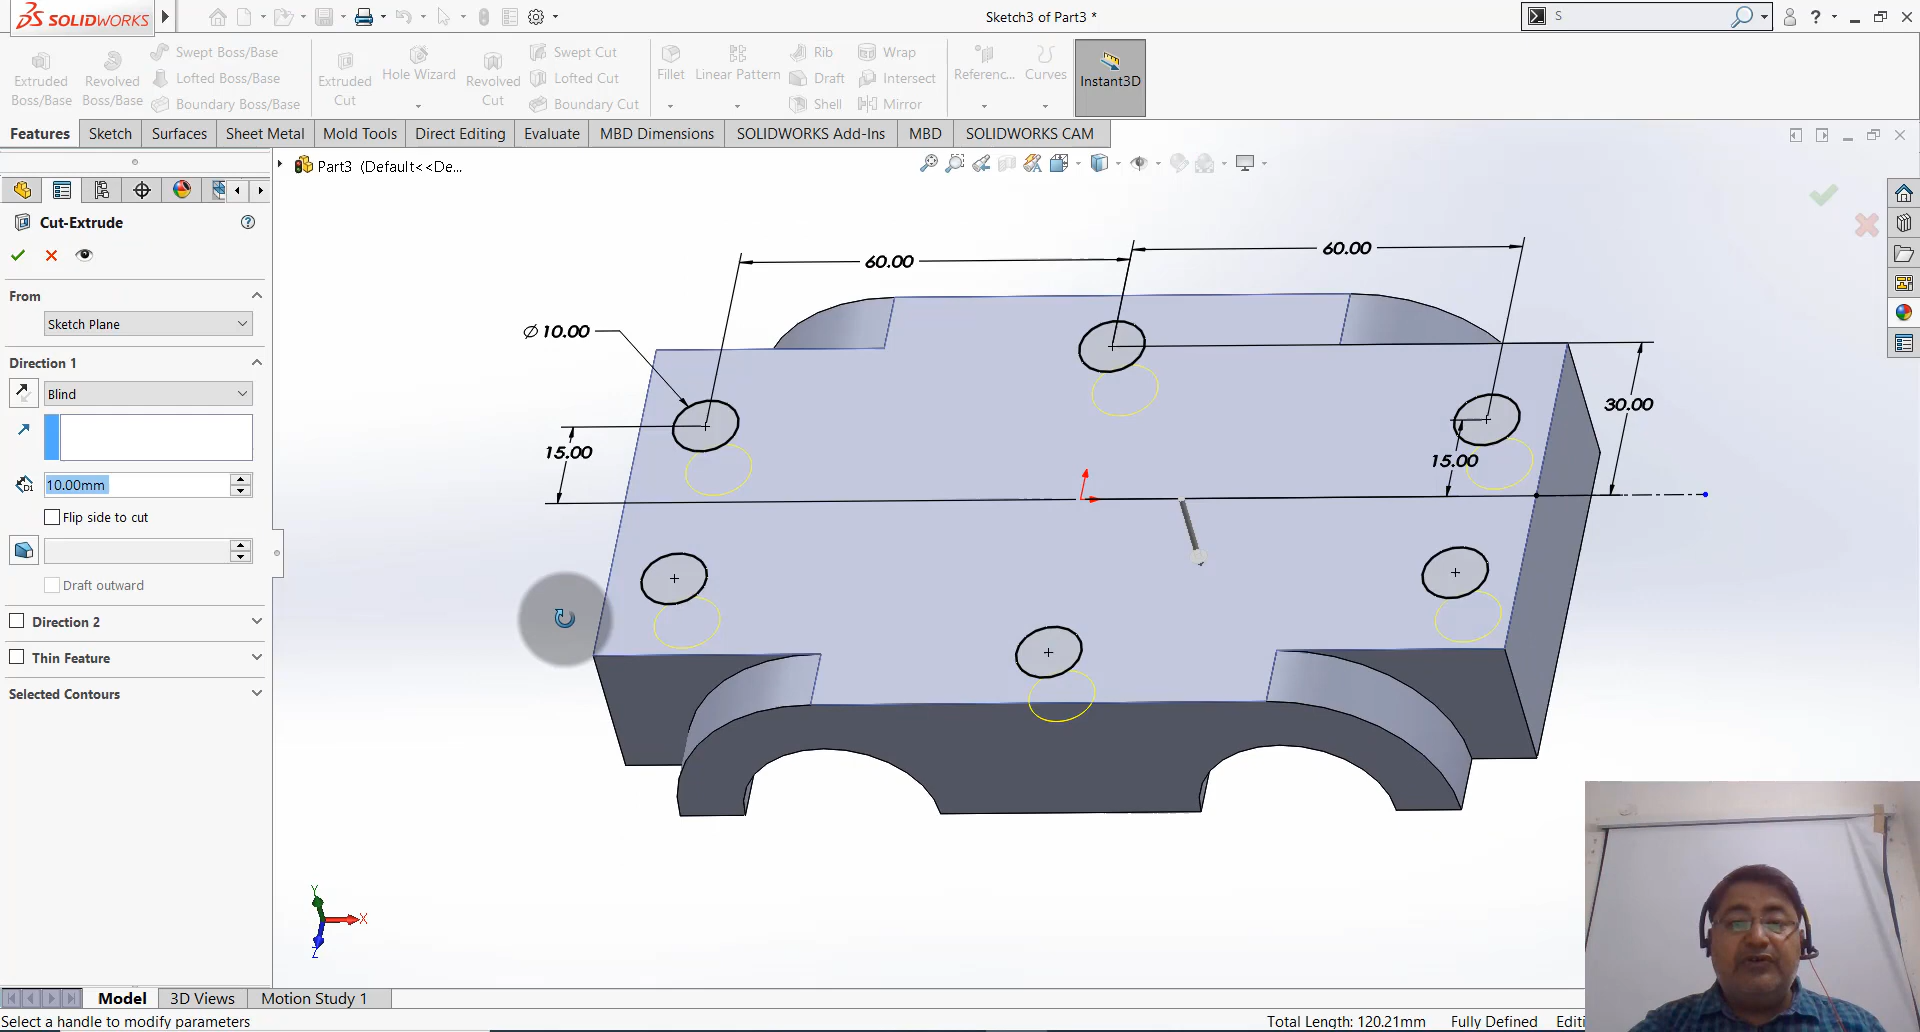 SOLIDWORKS
Sketch3 of Part3 *
S
Extruded Boss/Base
Revolved Boss/Base
Swept Boss/Base
Lofted Boss/Base
Boundary Boss/Base
Extruded Cut
Hole Wizard
Revolved Cut
Swept Cut
Lofted Cut
Boundary Cut
Fillet
Linear Pattern
Rib
Draft
Shell
Wrap
Intersect
Mirror
Referenc...
Curves
Instant3D
Features
Sketch
Surfaces
Sheet Metal
Mold Tools
Direct Editing
Evaluate
MBD Dimensions
SOLIDWORKS Add-Ins
MBD
SOLIDWORKS CAM
Part3 (Default<<De...
Cut-Extrude
From
Sketch Plane
Direction 1
Blind
10.00mm
Flip side to cut
Draft outward
Direction 2
Thin Feature
Selected Contours
60.00
60.00
Ø 10.00
15.00
15.00
30.00
Y
X
Z
Model
3D Views
Motion Study 1
Select a handle to modify parameters
Total Length: 120.21mm
Fully Defined
Editi